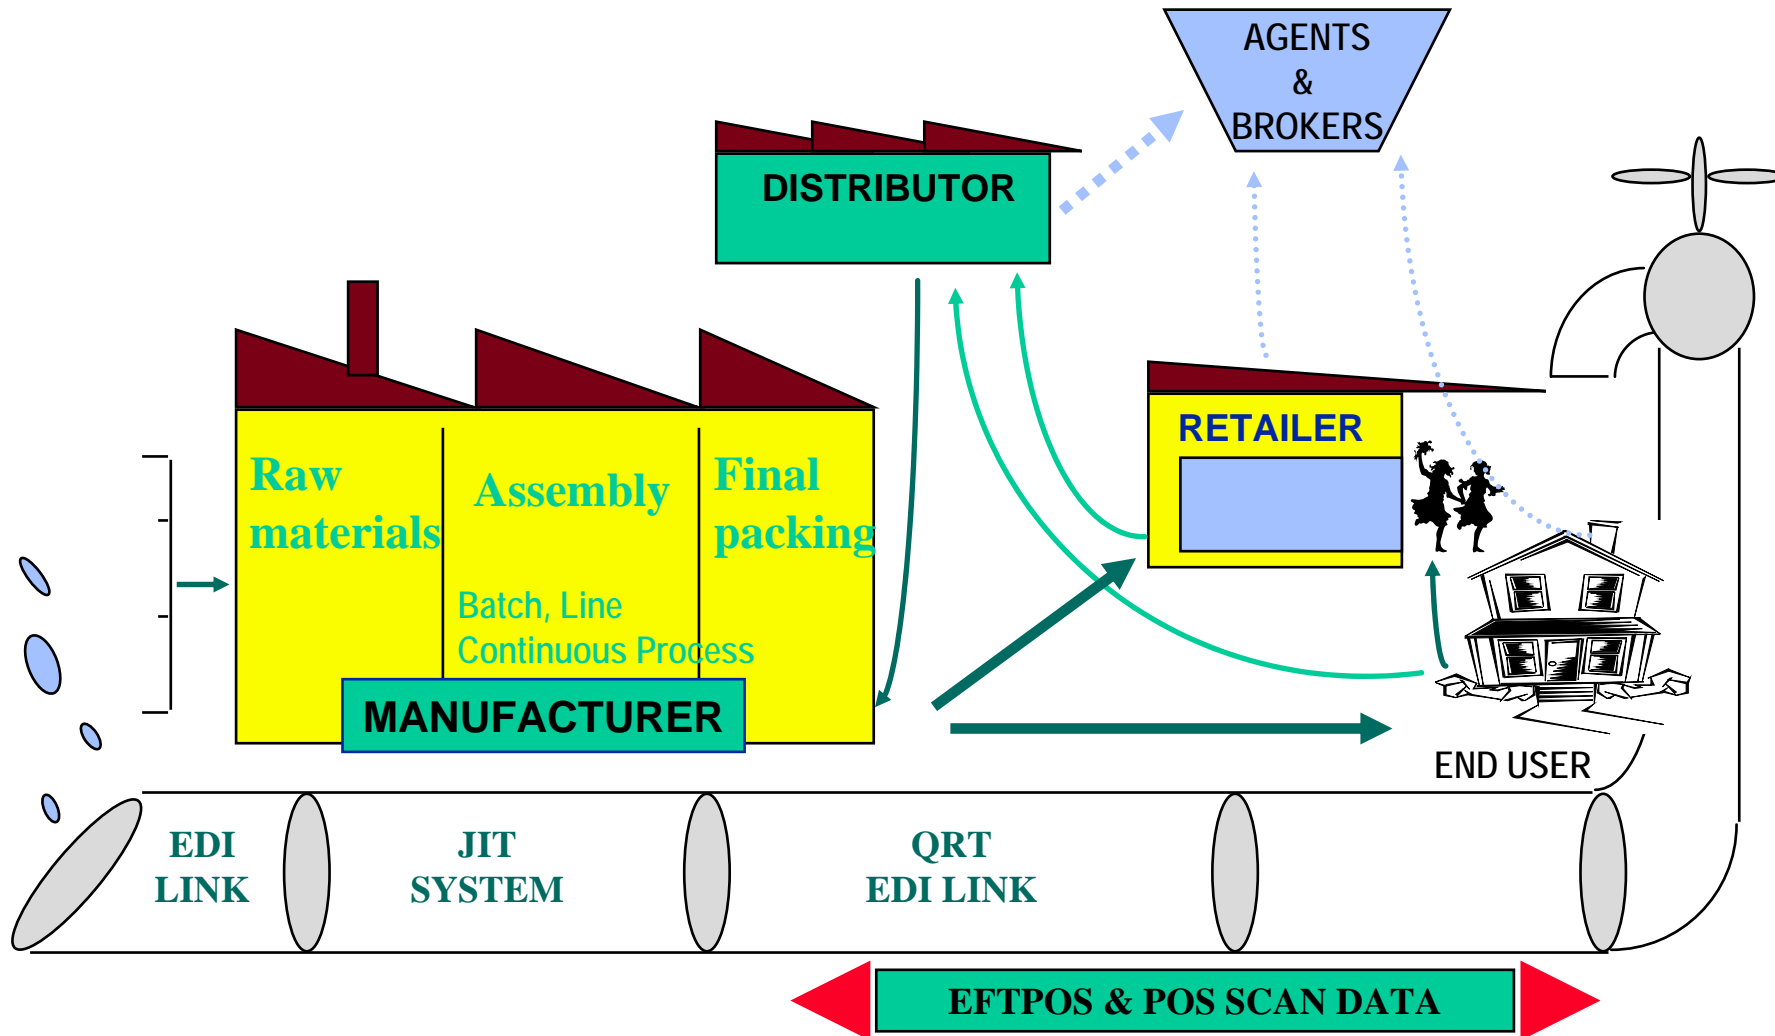 AGENTS
&
BROKERS
DISTRIBUTOR
RETAILER
Raw
materials
Assembly
Final
packing
Batch, Line
Continuous Process
MANUFACTURER
END USER
EDI
LINK
JIT
SYSTEM
QRT
EDI LINK
EFTPOS & POS SCAN DATA